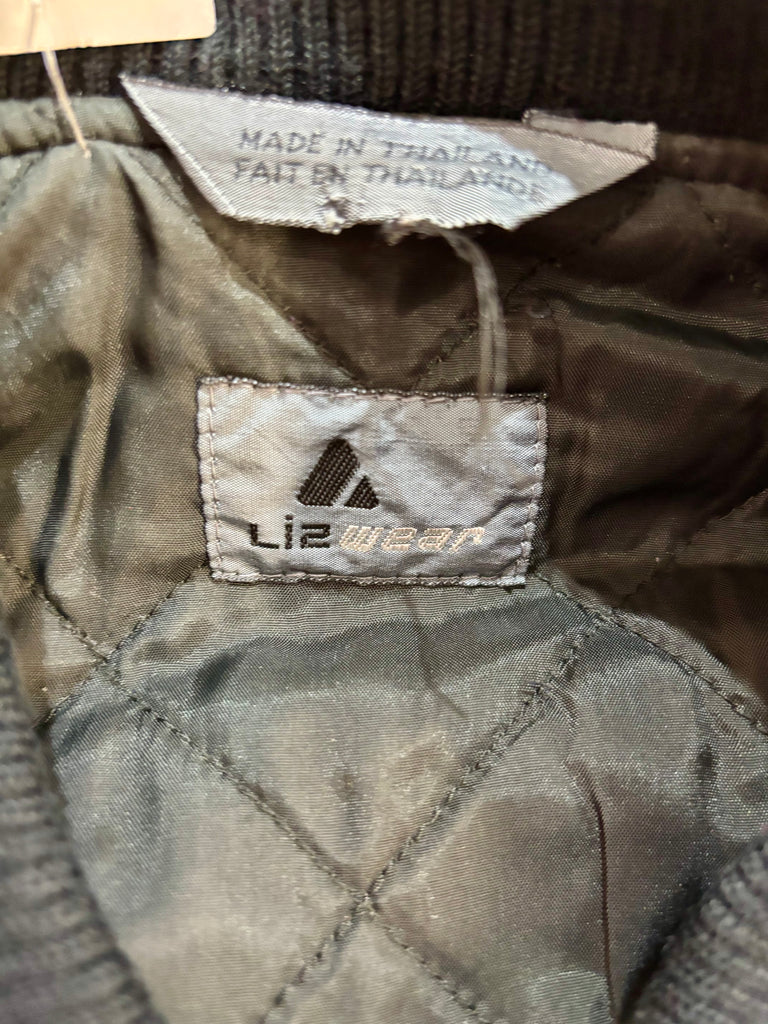 MADE IN THAILAND
FAIT EN THAILANDE
Liz wear